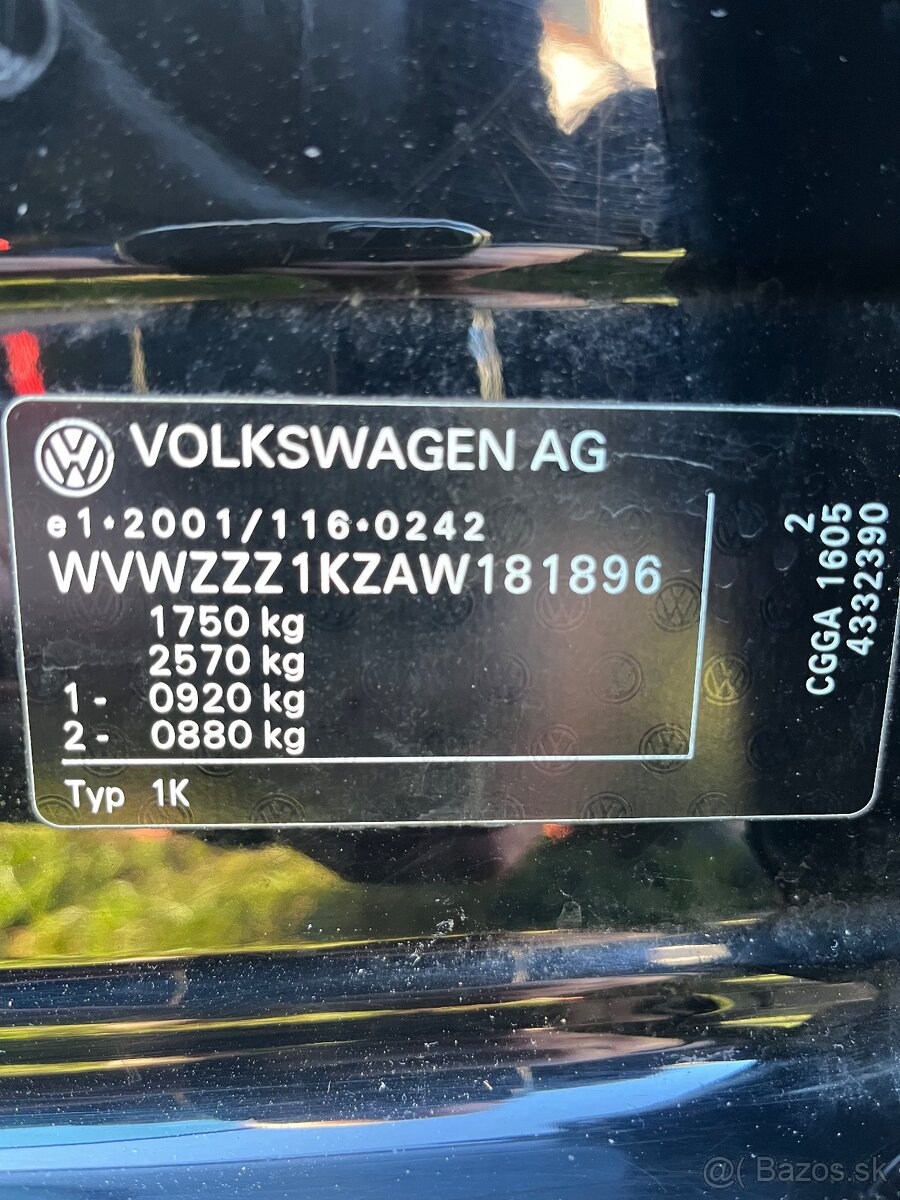 VOLKSWAGEN AG
e1*2001/116*0242
WVWZZZ1KZAW181896
1750 kg
2570 kg
1- 0920 kg
2- 0880 kg
Typ 1K
2
CGGA 1605
4332390
@( Bazos.sk